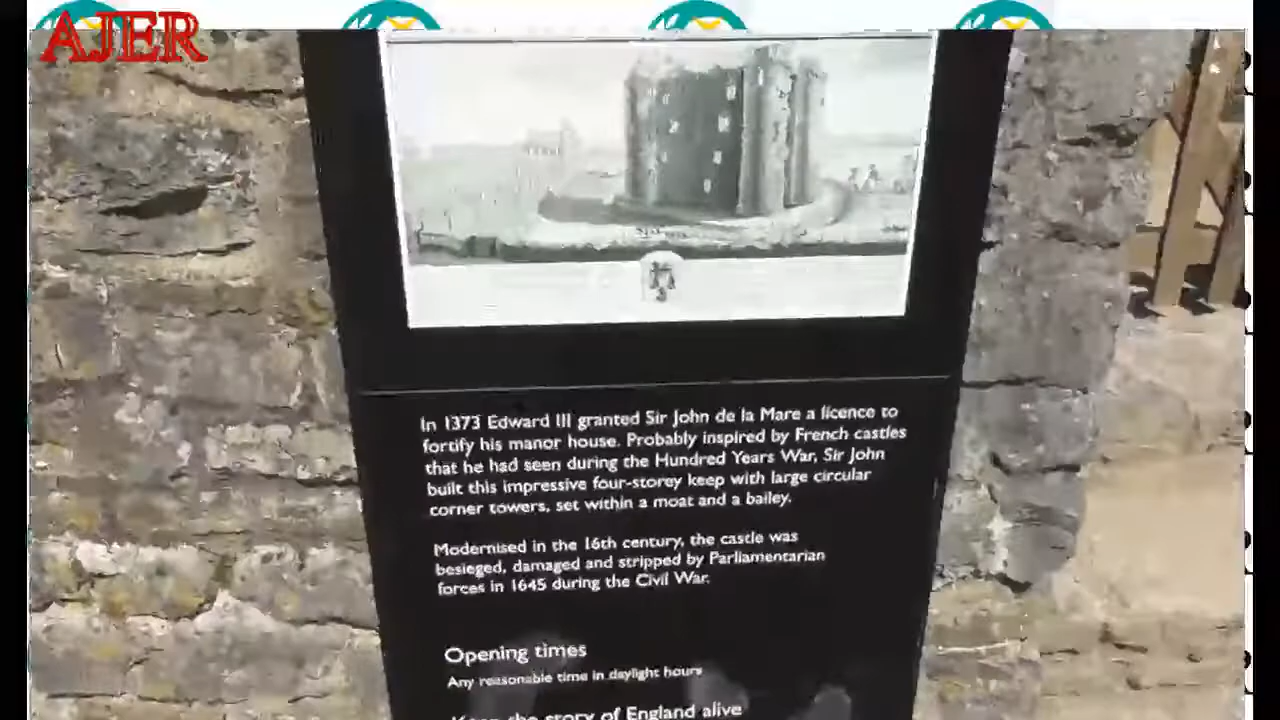 AJER
In 1373 Edward III granted Sir John de la Mare a licence to
fortify his manor house. Probably inspired by French castles
that he had seen during the Hundred Years War, Sir John
built this impressive four-storey keep with large circular
corner towers, set within a moat and a bailey.
Modernised in the 16th century, the castle was
besieged, damaged and stripped by Parliamentarian
forces in 1645 during the Civil War.
Opening times
Any reasonable time in daylight hours
Keep the story of England alive